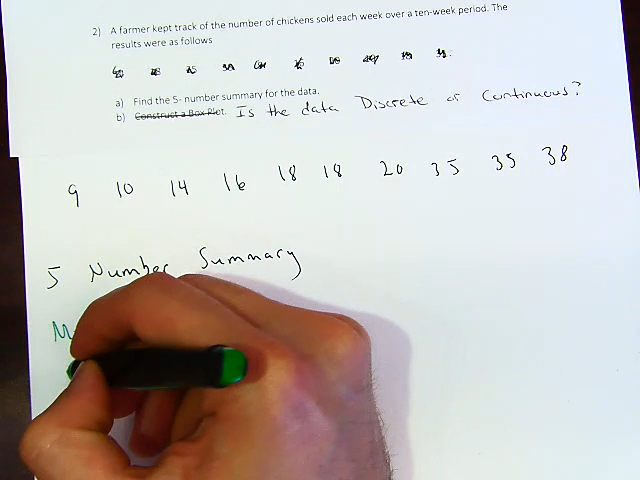 2) A farmer kept track of the number of chickens sold each week over a ten-week period. The
results were as follows
a) Find the 5- number summary for the data.
b) Construct a Box Plot. Is the data Discrete or Continuous?
9 10 14 16 18 18 20 35 35 38
5 Number Summary